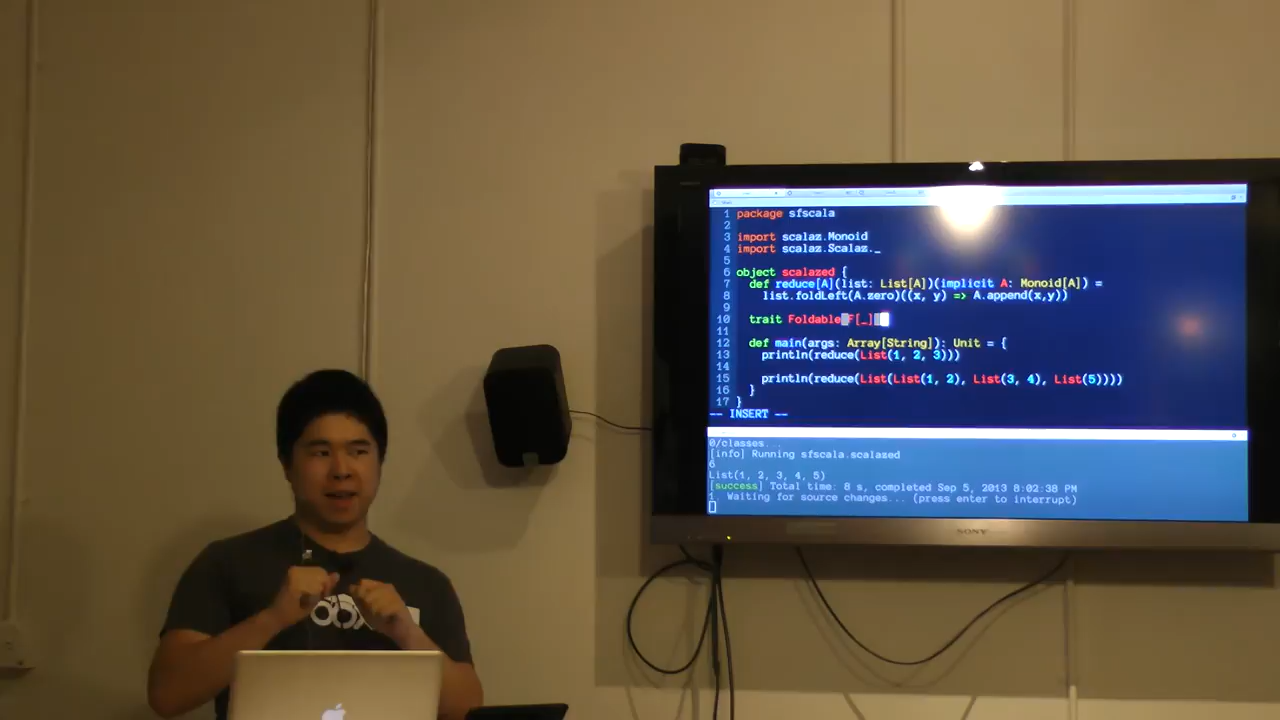 1 package sfscala
2
3 import scalaz.Monoid
4 import scalaz.Scalaz._
5
6 object scalazed {
7 def reduce[A](list: List[A])(implicit A: Monoid[A]) =
8 list.foldLeft(A.zero)((x, y) => A.append(x,y))
9
10 trait Foldable[F[_]]
11
12 def main(args: Array[String]): Unit = {
13 println(reduce(List(1, 2, 3)))
14
15 println(reduce(List(List(1, 2), List(3, 4), List(5))))
16 }
17 }
-- INSERT --
0/classes...
[info] Running sfscala.scalazed
6
List(1, 2, 3, 4, 5)
[success] Total time: 8 s, completed Sep 5, 2013 8:02:38 PM
1. Waiting for source changes... (press enter to interrupt)
SONY